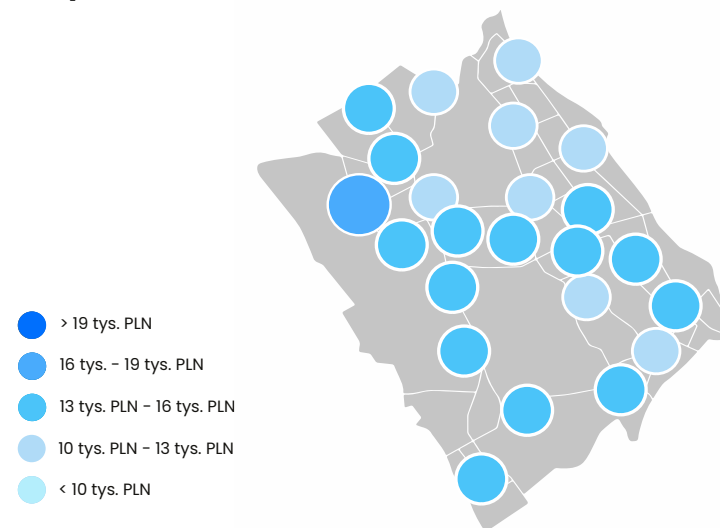 > 19 tys. PLN
16 tys. - 19 tys. PLN
13 tys. PLN - 16 tys. PLN
10 tys. PLN - 13 tys. PLN
< 10 tys. PLN